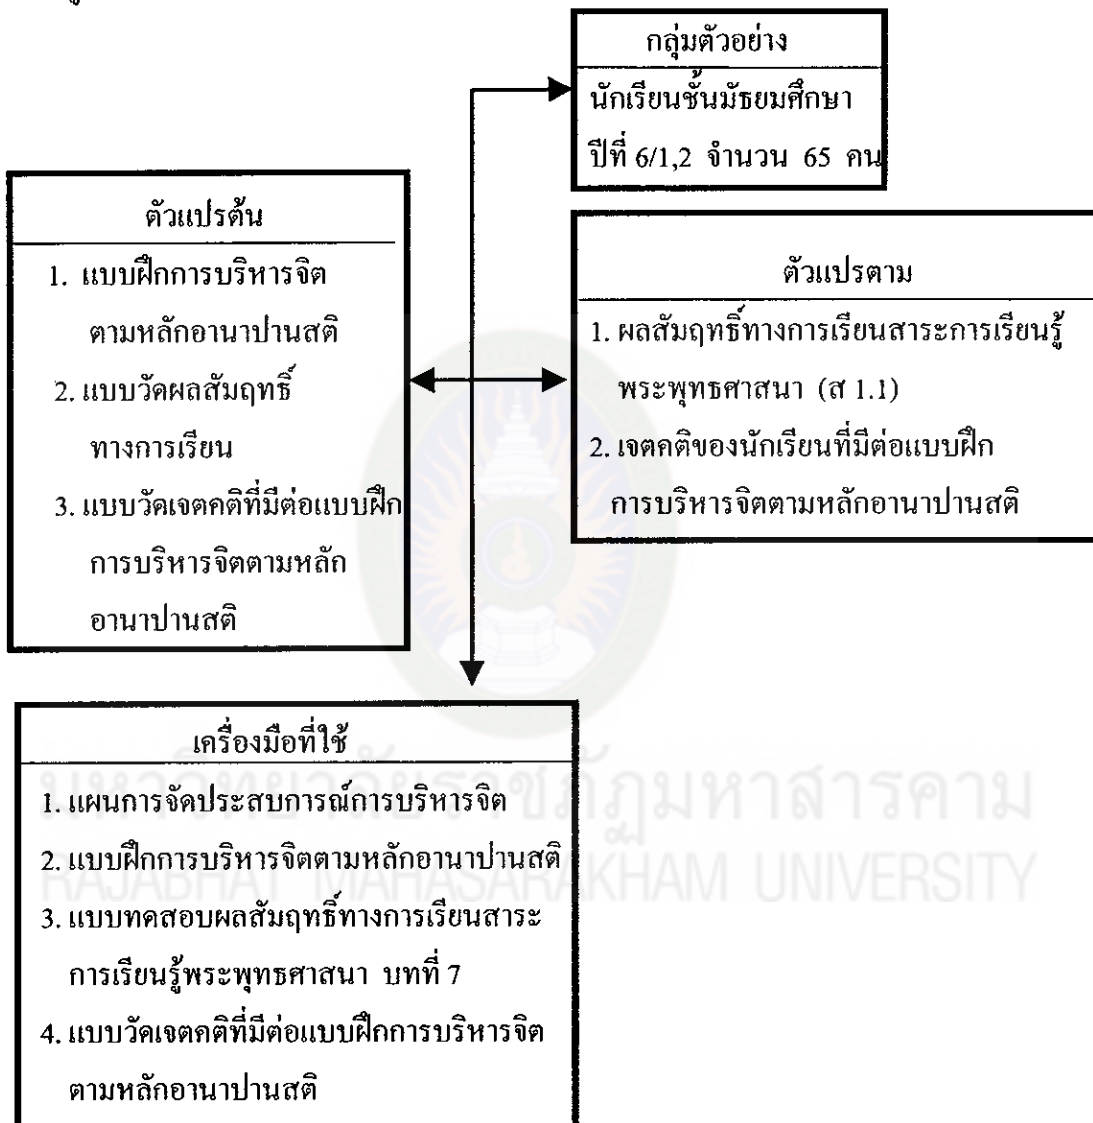 กลุ่มตัวอย่าง
นักเรียนชั้นมัธยมศึกษา
ปีที่ 6/1,2 จำนวน 65 คน
ตัวแปรต้น
1. แบบฝึกการบริหารจิต
ตามหลักอานาปานสติ
2. แบบวัดผลสัมฤทธิ์
ทางการเรียน
3. แบบวัดเจตคติที่มีต่อแบบฝึก
การบริหารจิตตามหลัก
อานาปานสติ
ตัวแปรตาม
1. ผลสัมฤทธิ์ทางการเรียนสาระการเรียนรู้
พระพุทธศาสนา (ส 1.1)
2. เจตคติของนักเรียนที่มีต่อแบบฝึก
การบริหารจิตตามหลักอานาปานสติ
เครื่องมือที่ใช้
1. แผนการจัดประสบการณ์การบริหารจิต
2. แบบฝึกการบริหารจิตตามหลักอานาปานสติ
3. แบบทดสอบผลสัมฤทธิ์ทางการเรียนสาระ
การเรียนรู้พระพุทธศาสนา บทที่ 7
4. แบบวัดเจตคติที่มีต่อแบบฝึกการบริหารจิต
ตามหลักอานาปานสติ
มหาวิทยาลัยราชภัฏมหาสารคาม
RAJABHAT MAHASARAKHAM UNIVERSITY